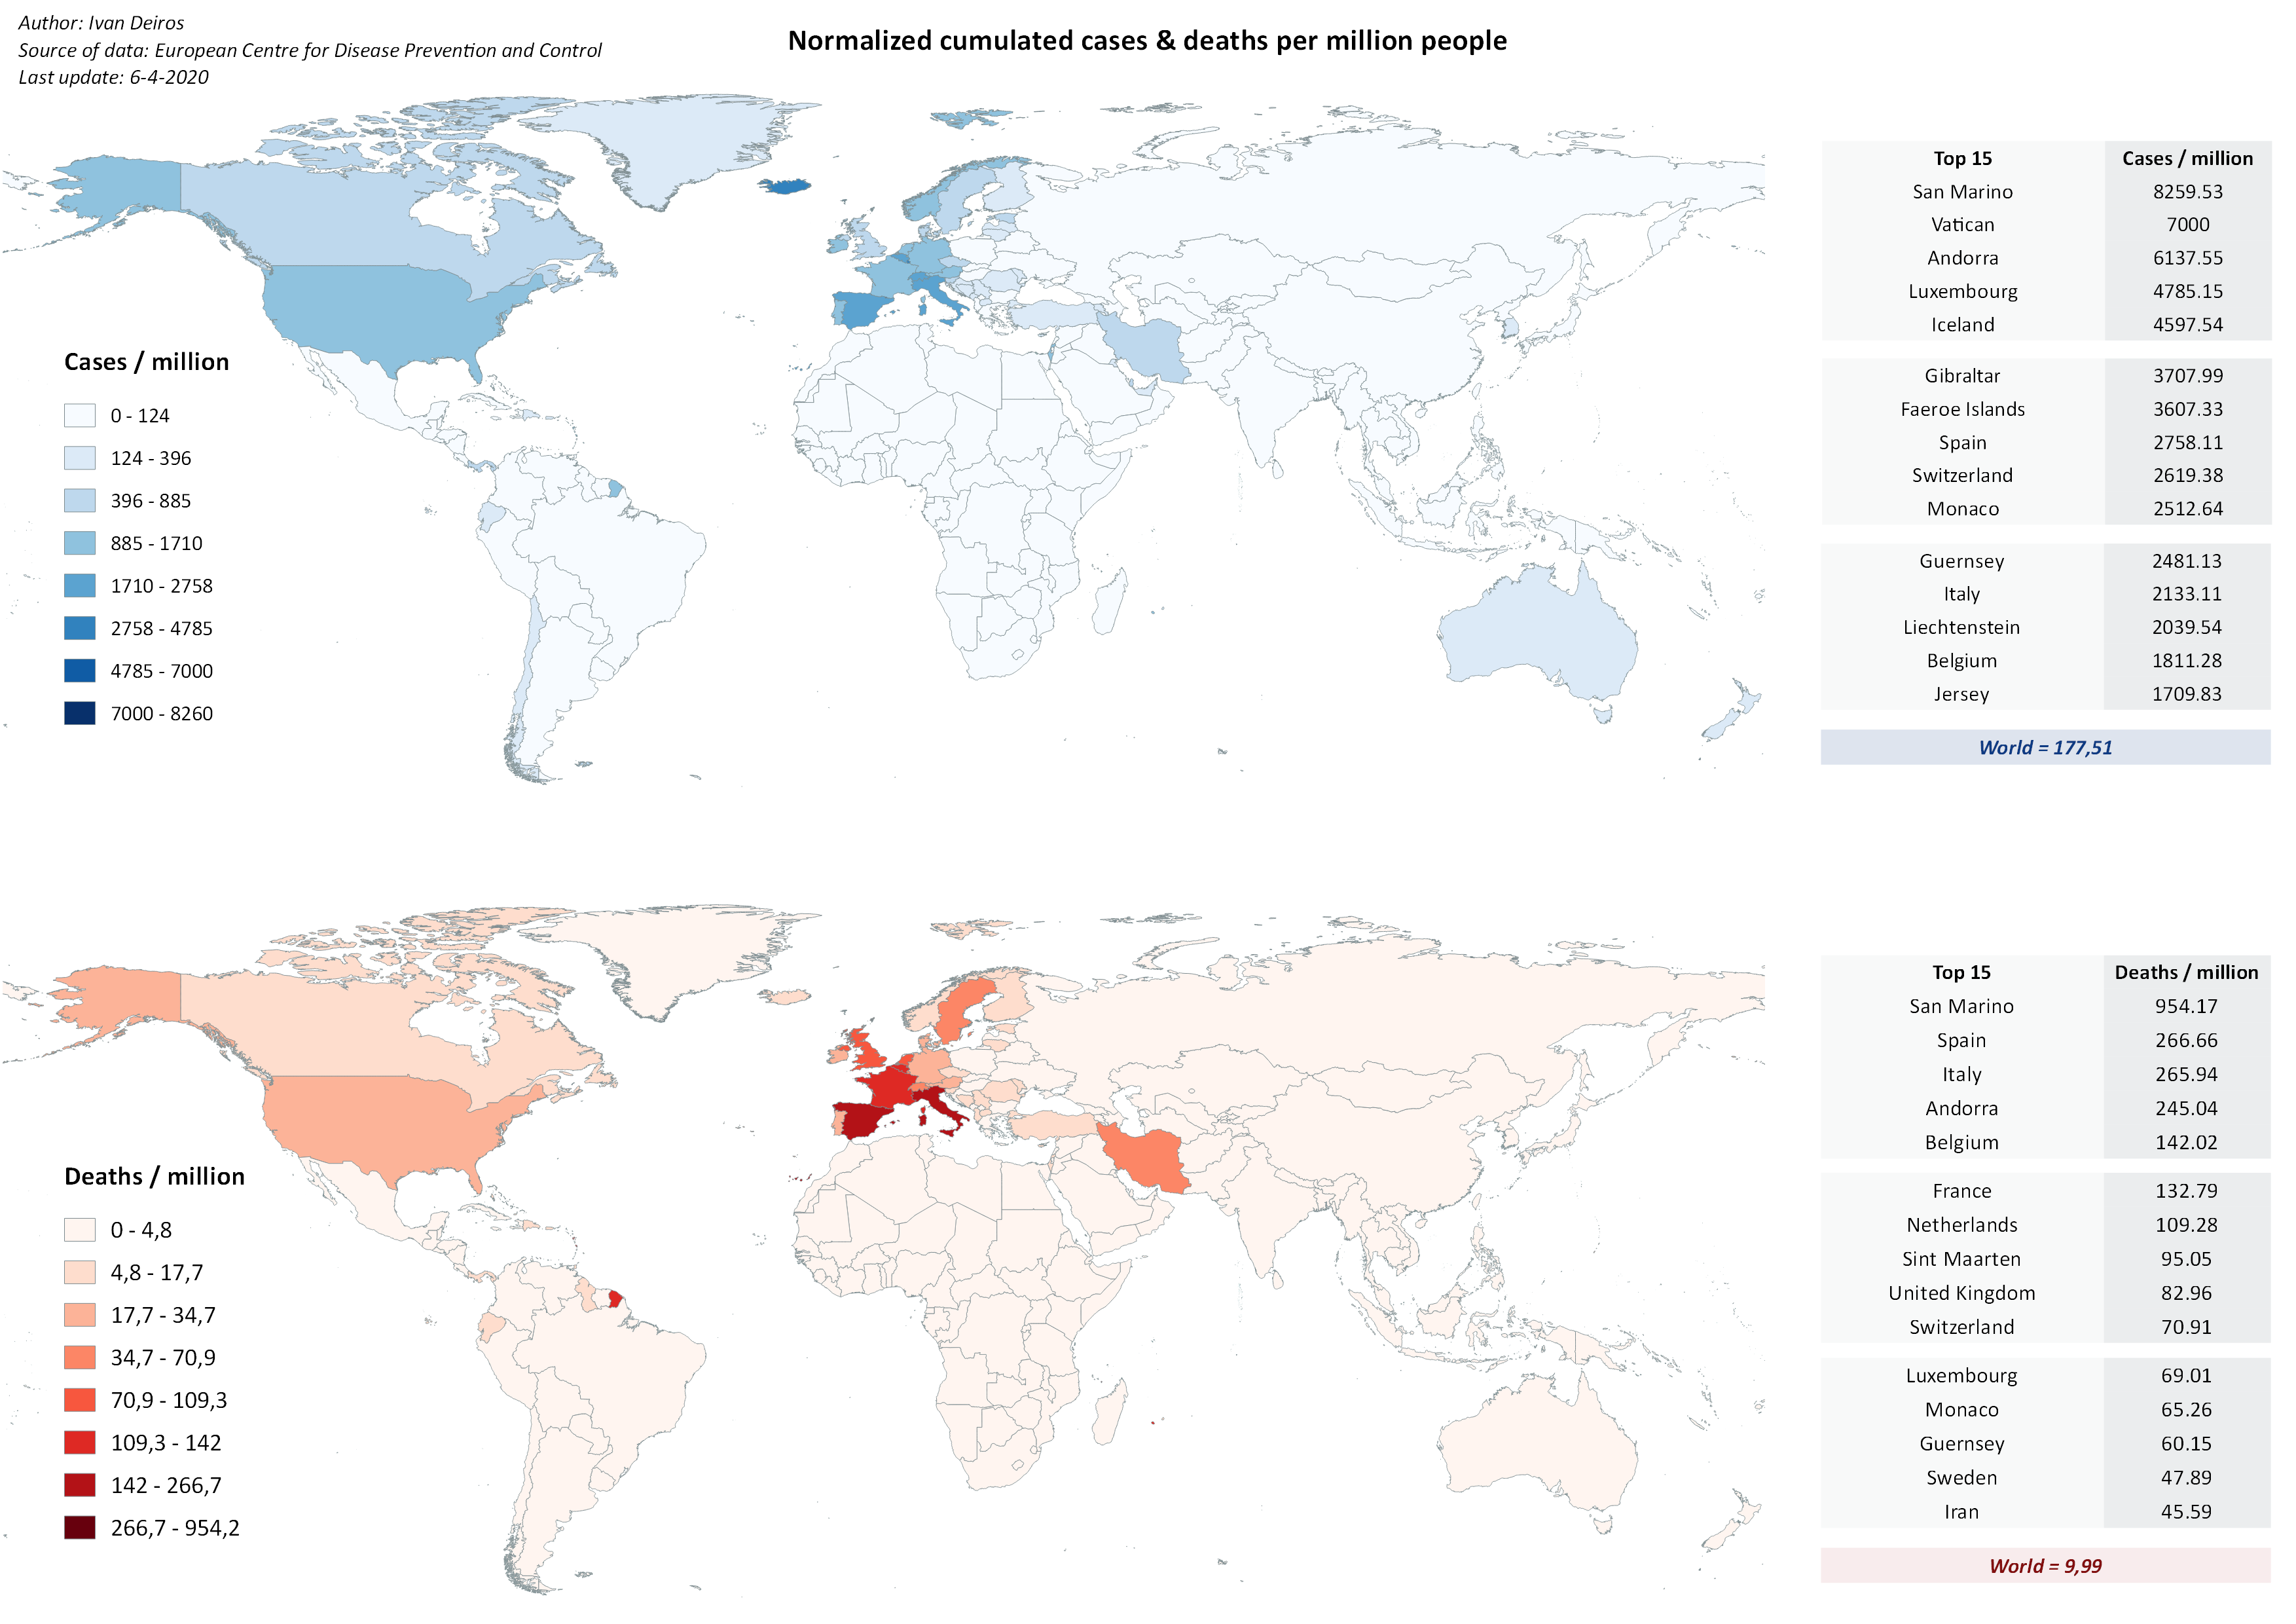 Author: Ivan Deiros
Source of data: European Centre for Disease Prevention and Control
Last update: 6-4-2020
Normalized cumulated cases & deaths per million people
Cases / million
0 - 124
124 - 396
396 - 885
885 - 1710
1710 - 2758
2758 - 4785
4785 - 7000
7000 - 8260
Top 15 Cases / million
San Marino 8259.53
Vatican 7000
Andorra 6137.55
Luxembourg 4785.15
Iceland 4597.54
Gibraltar 3707.99
Faeroe Islands 3607.33
Spain 2758.11
Switzerland 2619.38
Monaco 2512.64
Guernsey 2481.13
Italy 2133.11
Liechtenstein 2039.54
Belgium 1811.28
Jersey 1709.83
World = 177,51
Deaths / million
0 - 4,8
4,8 - 17,7
17,7 - 34,7
34,7 - 70,9
70,9 - 109,3
109,3 - 142
142 - 266,7
266,7 - 954,2
Top 15 Deaths / million
San Marino 954.17
Spain 266.66
Italy 265.94
Andorra 245.04
Belgium 142.02
France 132.79
Netherlands 109.28
Sint Maarten 95.05
United Kingdom 82.96
Switzerland 70.91
Luxembourg 69.01
Monaco 65.26
Guernsey 60.15
Sweden 47.89
Iran 45.59
World = 9,99